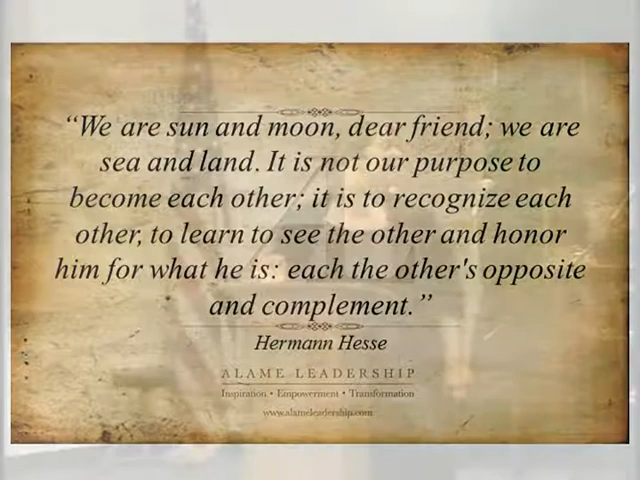 “We are sun and moon, dear friend; we are
sea and land. It is not our purpose to
become each other; it is to recognize each
other, to learn to see the other and honor
him for what he is: each the other's opposite
and complement.”
Hermann Hesse
ALAME LEADERSHIP
Inspiration • Empowerment • Transformation
www.alameleadership.com